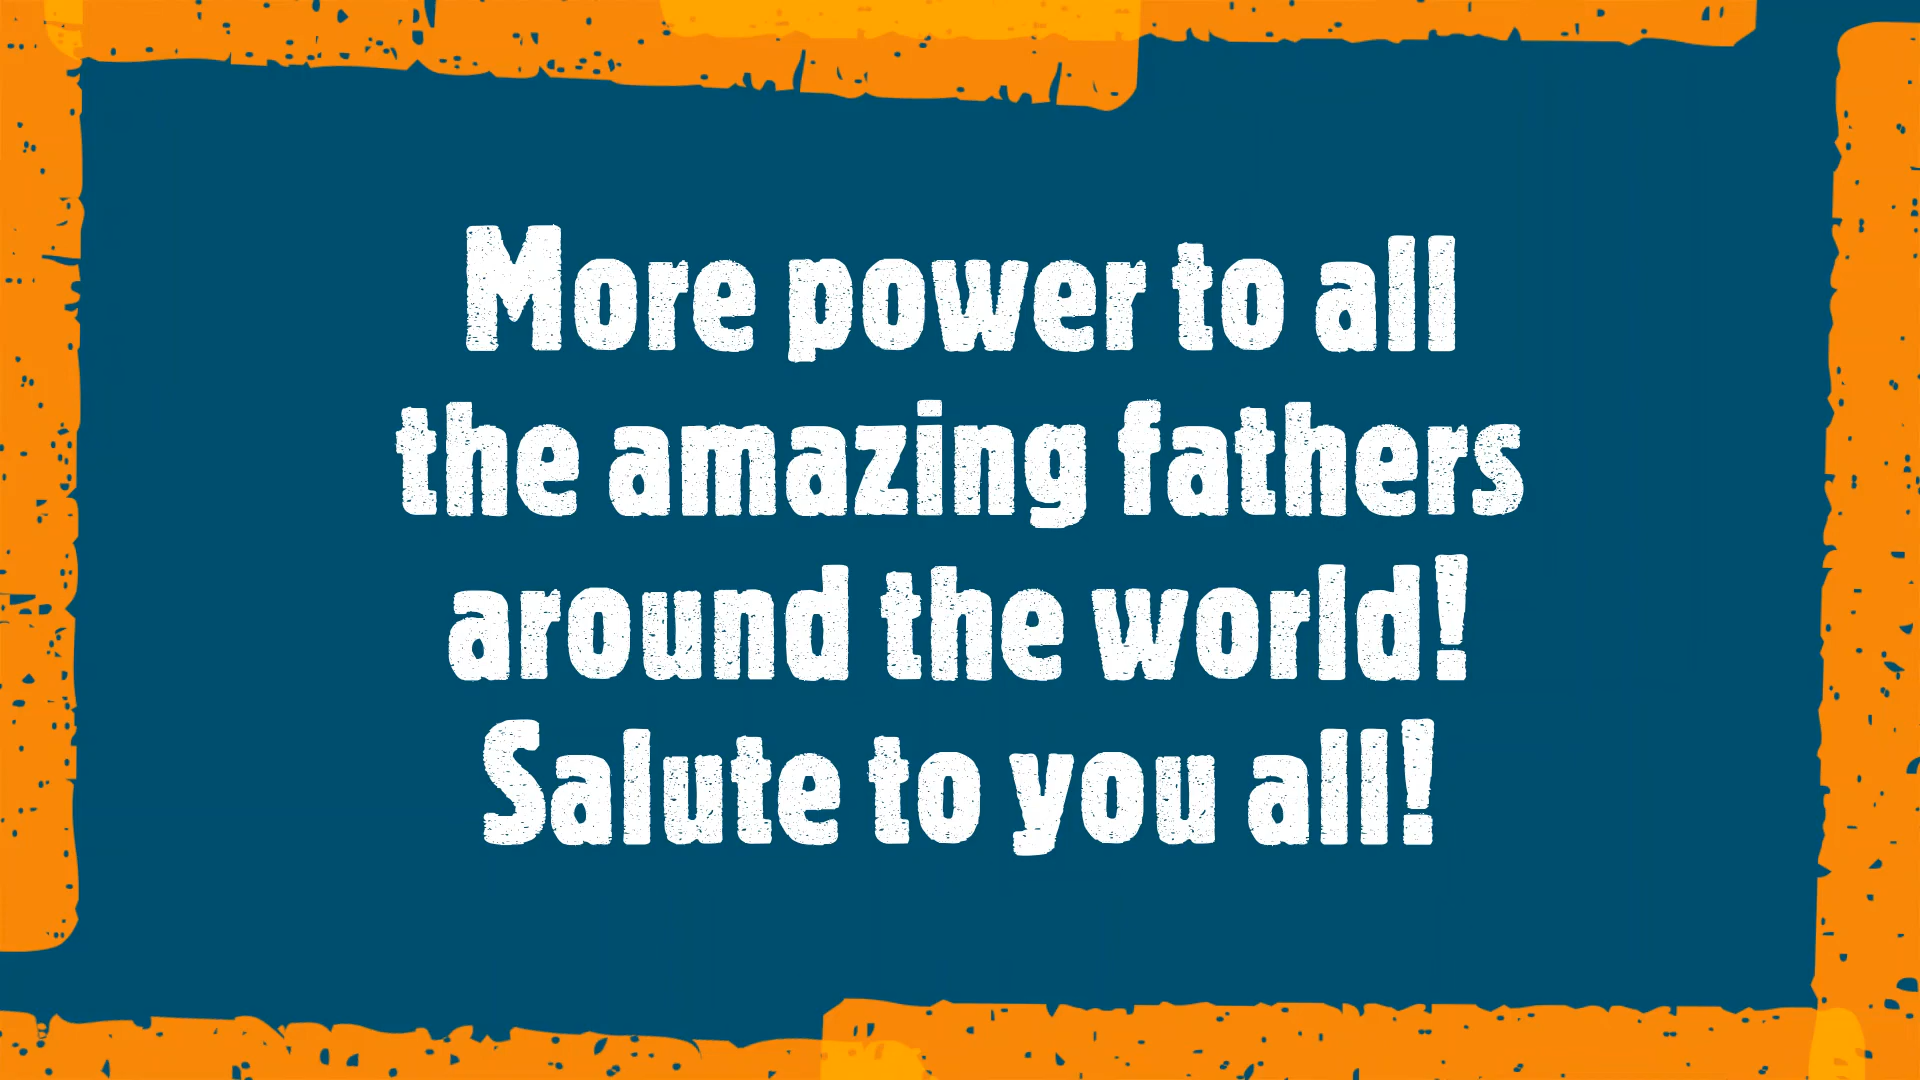 More power to all
the amazing fathers
around the world!
Salute to you all!